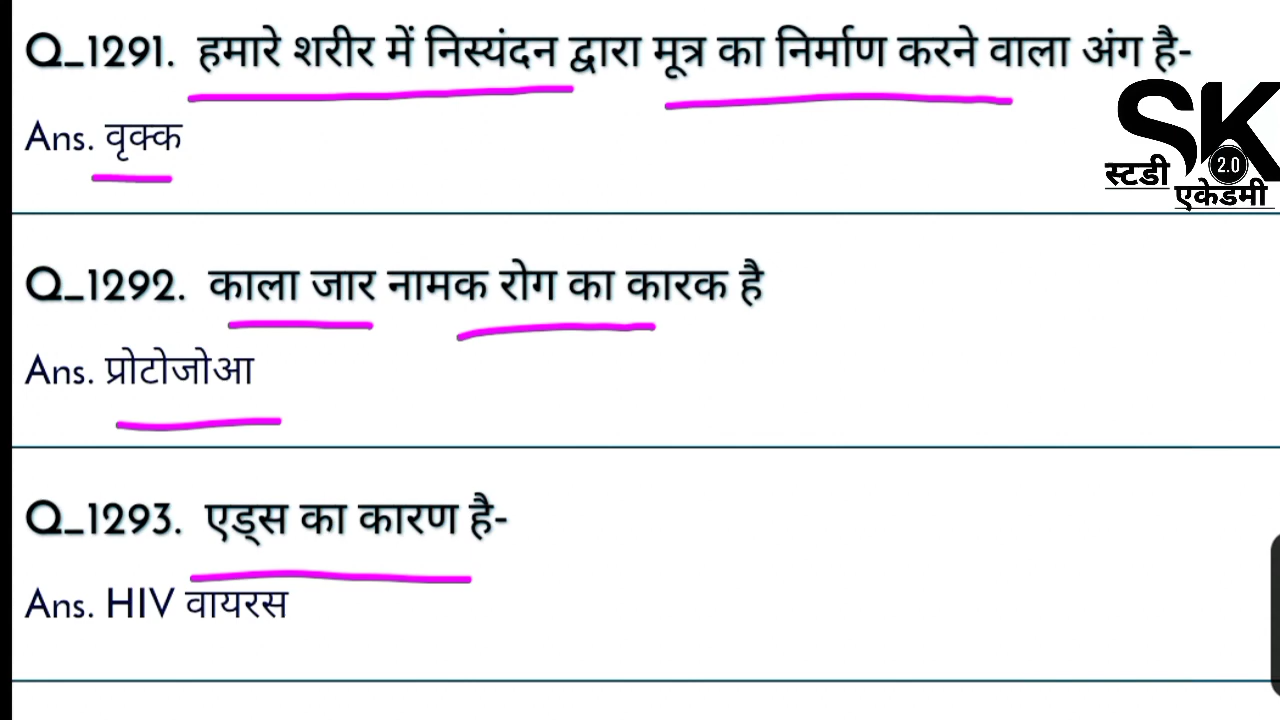 Q_1291. हमारे शरीर में निस्यंदन द्वारा मूत्र का निर्माण करने वाला अंग है-
Ans. वृक्क
SK
2.0
स्टडी
एकेडमी
Q_1292. काला जार नामक रोग का कारक है
Ans. प्रोटोजोआ
Q_1293. एड्स का कारण है-
Ans. HIV वायरस